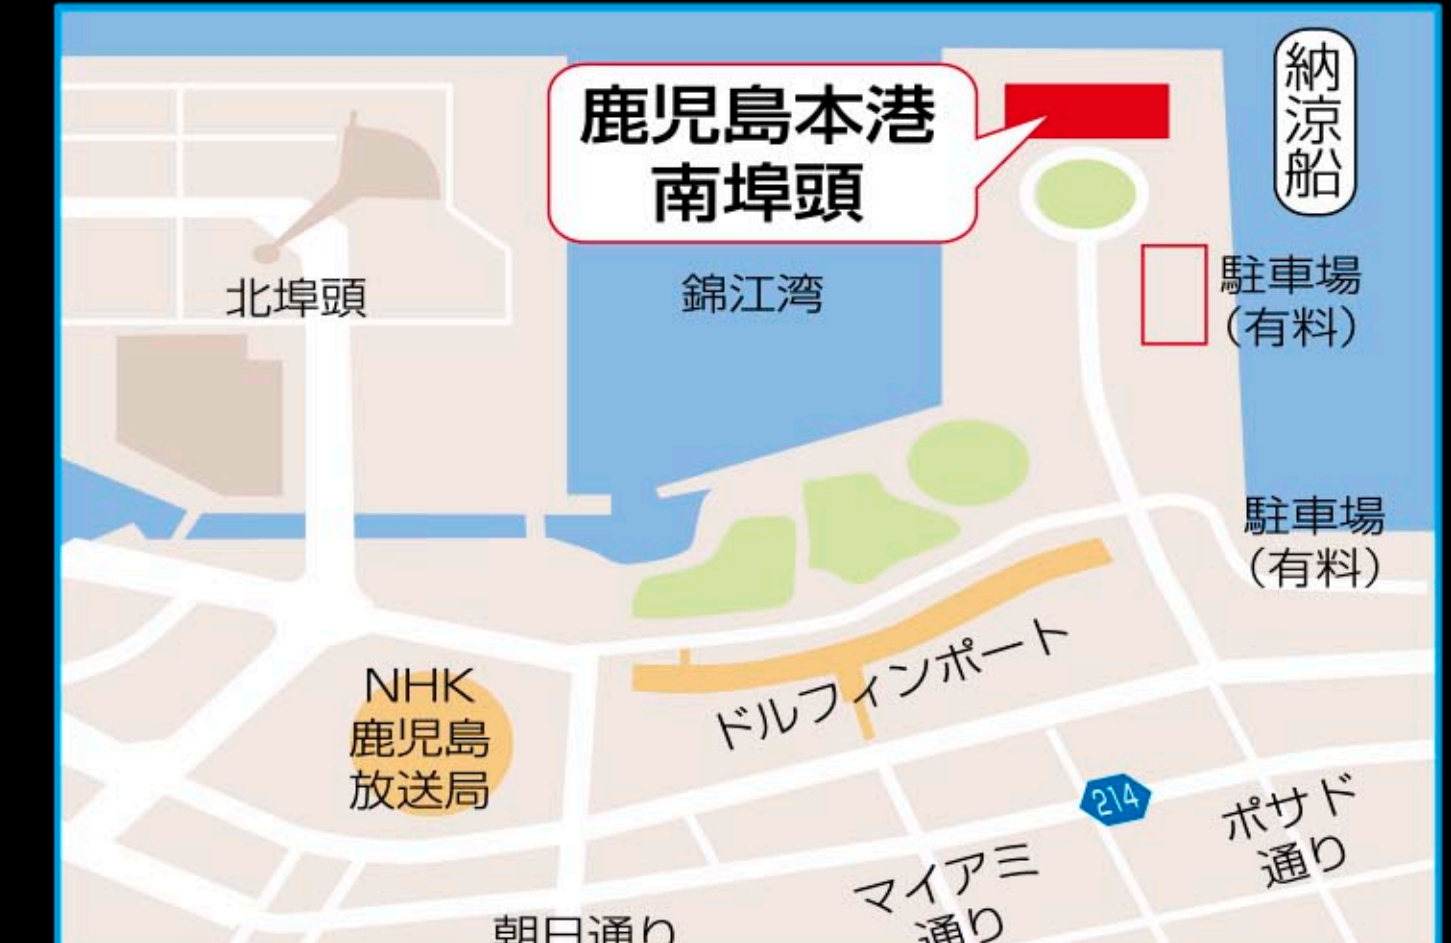 納涼船
鹿児島本港
南埠頭
北埠頭
錦江湾
駐車場
（有料）
駐車場
（有料）
ドルフィンポート
NHK
鹿児島
放送局
214
ポサド
通り
マイアミ
通り
朝日通り